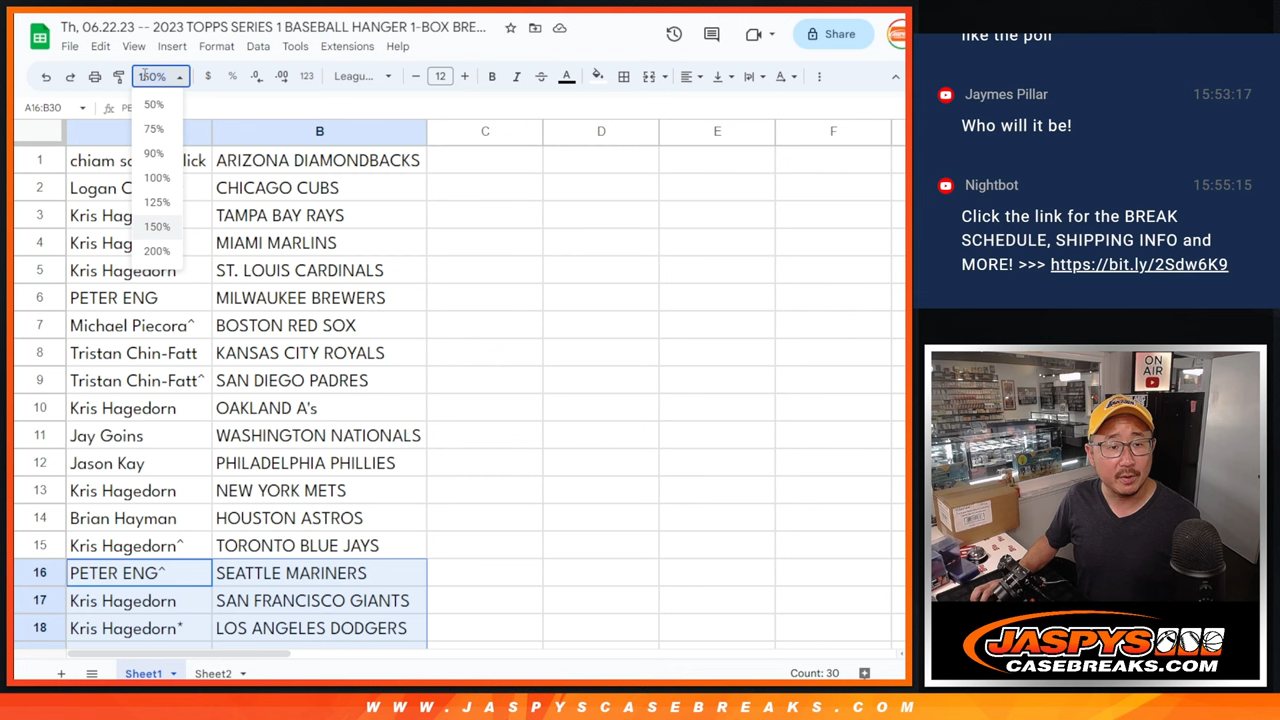 Th, 06.22.23 -- 2023 TOPPS SERIES 1 BASEBALL HANGER 1-BOX BRE...
File Edit View Insert Format Data Tools Extensions Help
Share
150% $ % .0 .00 123 Leagu... 12 B I A
A16:B30 fx PE
50%
75%
90%
100%
125%
150%
200%
B C D E F
1 chiam s lick ARIZONA DIAMONDBACKS
2 Logan C CHICAGO CUBS
3 Kris Hag TAMPA BAY RAYS
4 Kris Hag MIAMI MARLINS
5 Kris Hagedorn ST. LOUIS CARDINALS
6 PETER ENG MILWAUKEE BREWERS
7 Michael Piecora^ BOSTON RED SOX
8 Tristan Chin-Fatt KANSAS CITY ROYALS
9 Tristan Chin-Fatt^ SAN DIEGO PADRES
10 Kris Hagedorn OAKLAND A's
11 Jay Goins WASHINGTON NATIONALS
12 Jason Kay PHILADELPHIA PHILLIES
13 Kris Hagedorn NEW YORK METS
14 Brian Hayman HOUSTON ASTROS
15 Kris Hagedorn^ TORONTO BLUE JAYS
16 PETER ENG^ SEATTLE MARINERS
17 Kris Hagedorn SAN FRANCISCO GIANTS
18 Kris Hagedorn* LOS ANGELES DODGERS
Sheet1 Sheet2 Count: 30
like the poll
Jaymes Pillar 15:53:17
Who will it be!
Nightbot 15:55:15
Click the link for the BREAK
SCHEDULE, SHIPPING INFO and
MORE! >>> https://bit.ly/2Sdw6K9
ON
AIR
JASPYS
CASEBREAKS.COM
WWW.JASPYSCASEBREAKS.COM